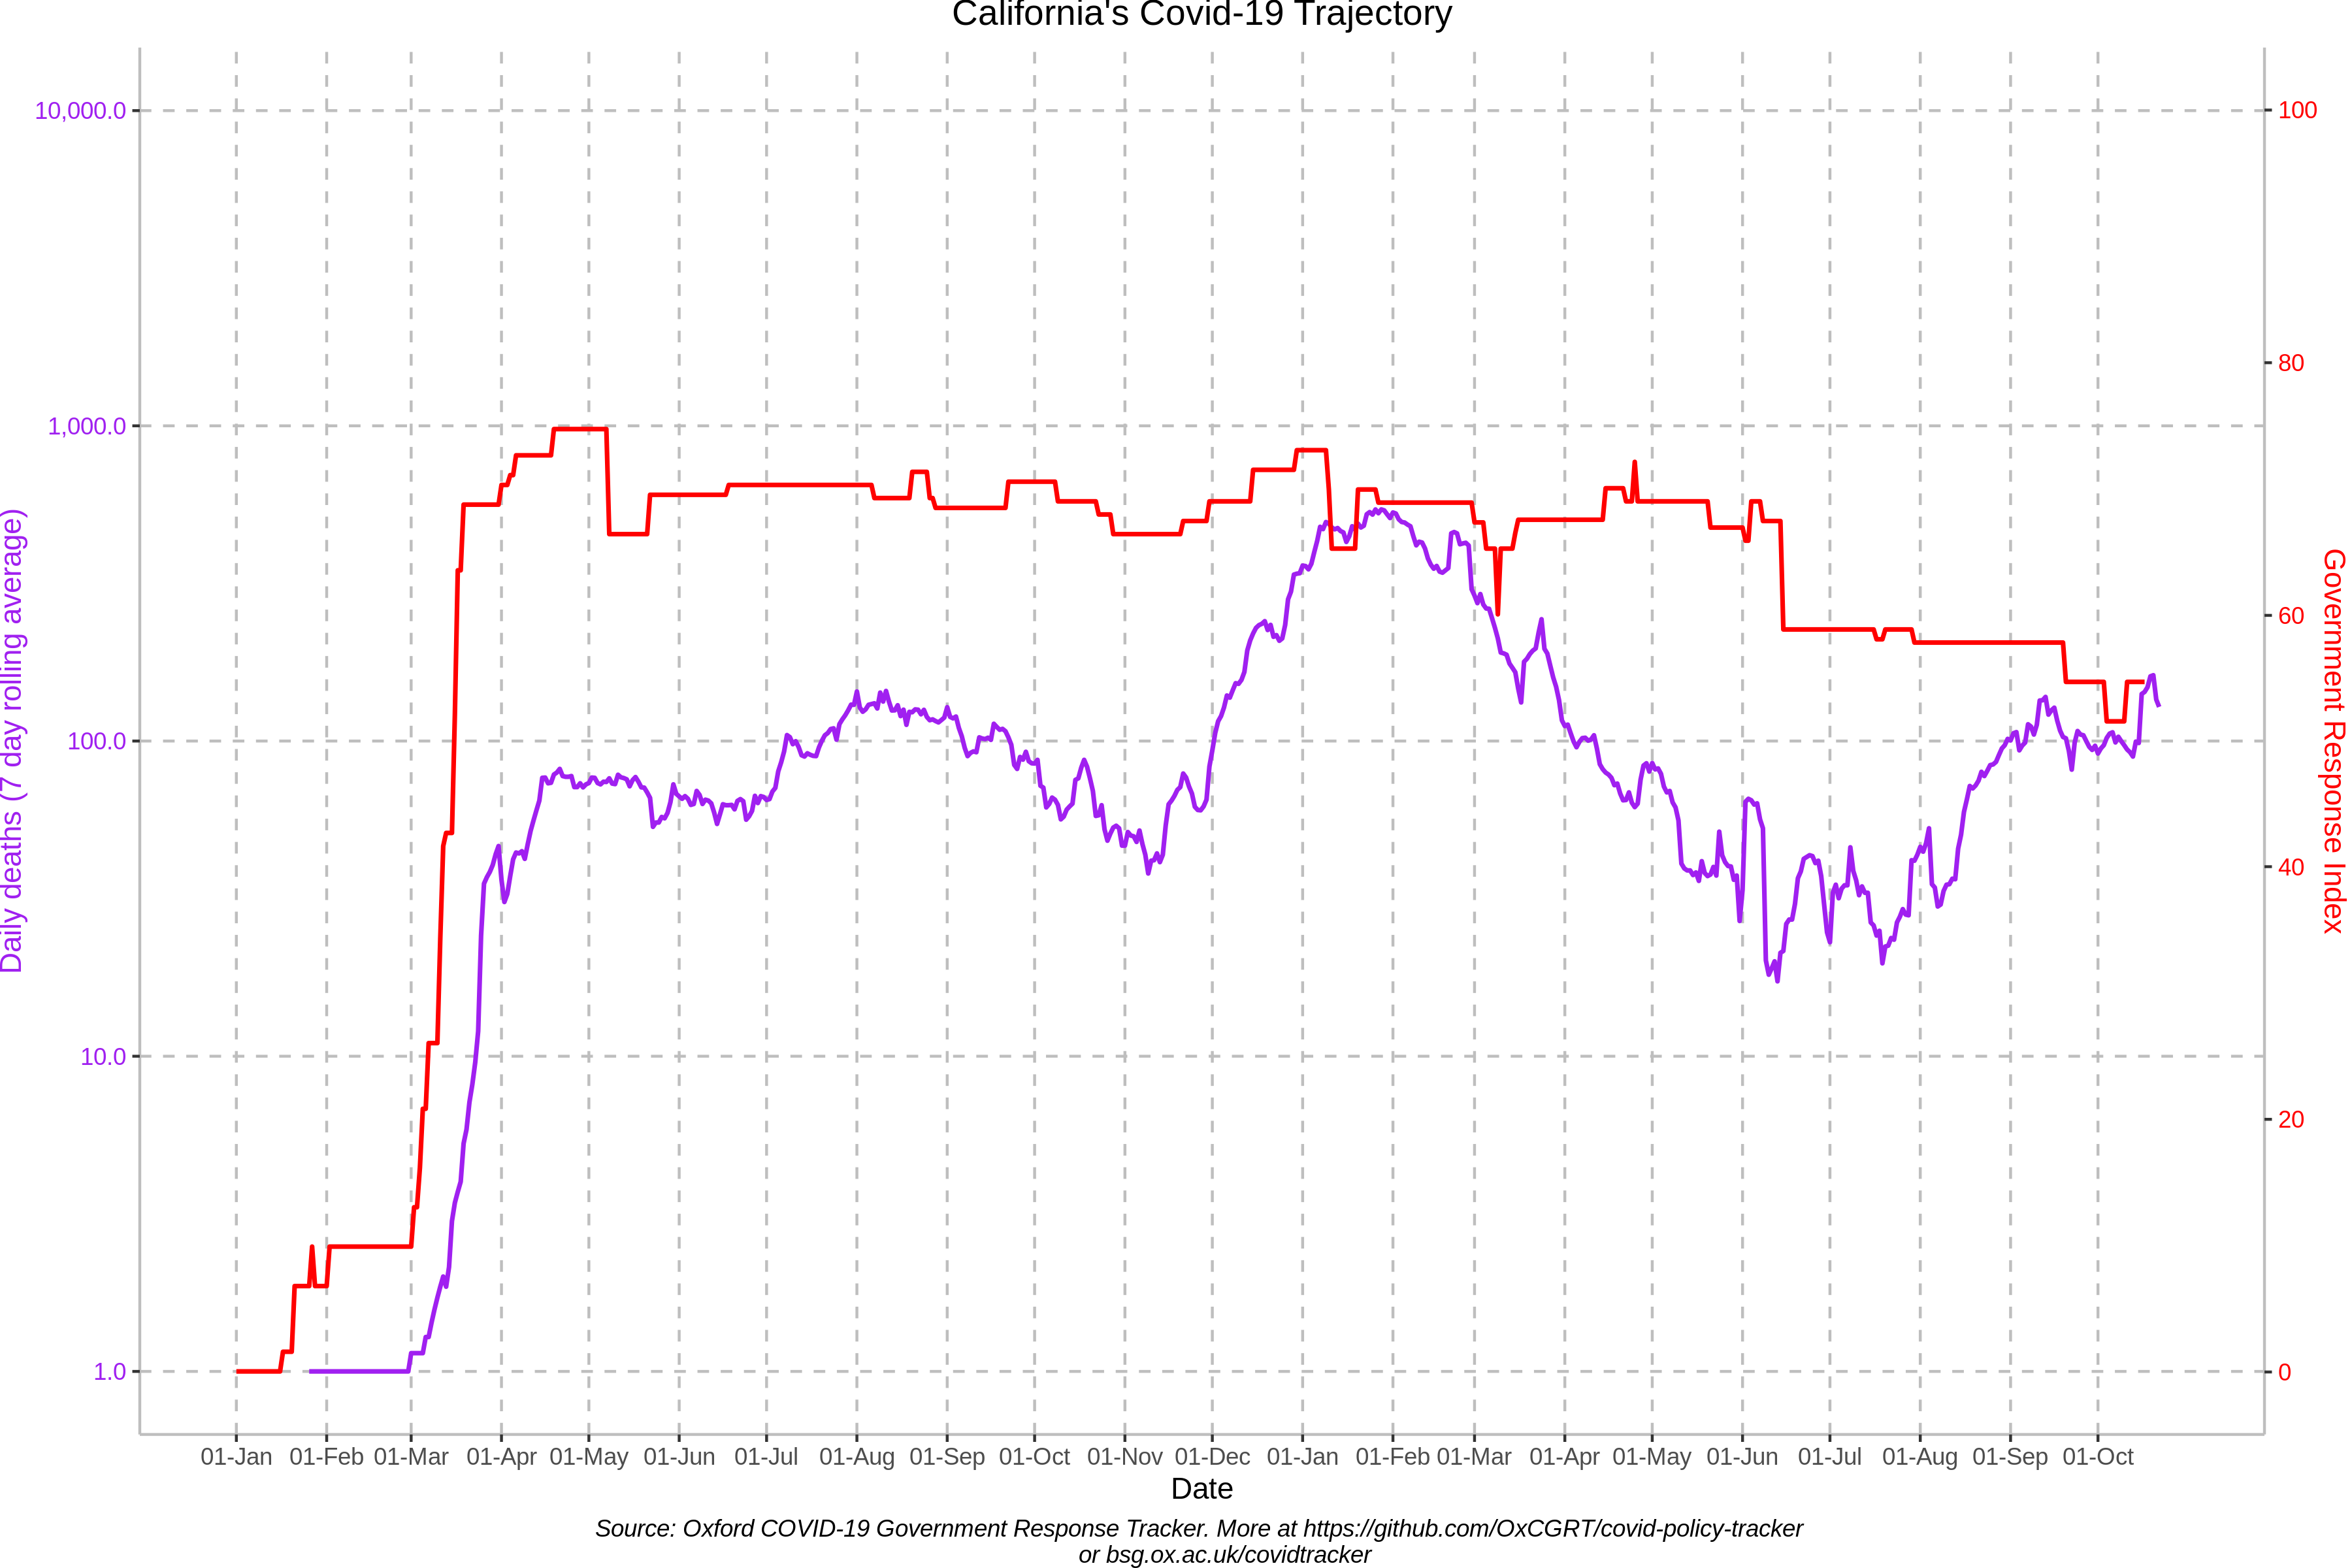 California's Covid-19 Trajectory
10,000.0
1,000.0
100.0
10.0
1.0
Daily deaths (7 day rolling average)
100
80
60
40
20
0
Government Response Index
01-Jan 01-Feb 01-Mar 01-Apr 01-May 01-Jun 01-Jul 01-Aug 01-Sep 01-Oct 01-Nov 01-Dec 01-Jan 01-Feb 01-Mar 01-Apr 01-May 01-Jun 01-Jul 01-Aug 01-Sep 01-Oct
Date
Source: Oxford COVID-19 Government Response Tracker. More at https://github.com/OxCGRT/covid-policy-tracker
or bsg.ox.ac.uk/covidtracker